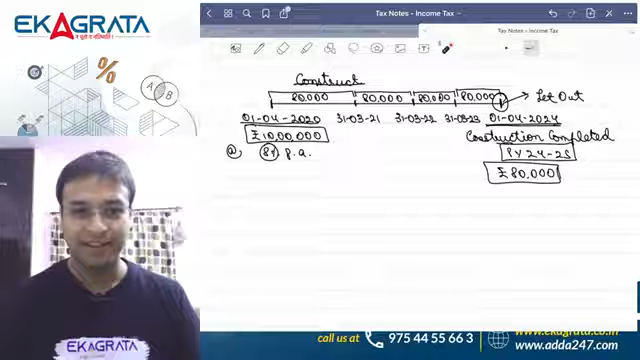 EKAGRATA
Tax Notes - Income Tax
Tax Notes - Income Tax
%
A
B
Construct
80,000 80,000 80,000 80,000 → Let Out
01-04-2020 31-03-21 31-03-22 31-03-23 01-04-2024
₹10,00,000 Construction Completed
@ 8% p.a. PY 24-25
₹80,000
EKAGRATA
LEARNING SOLUTIONS
call us at 975 44 55 66 3
www.ekagrata.co.in
www.adda247.com